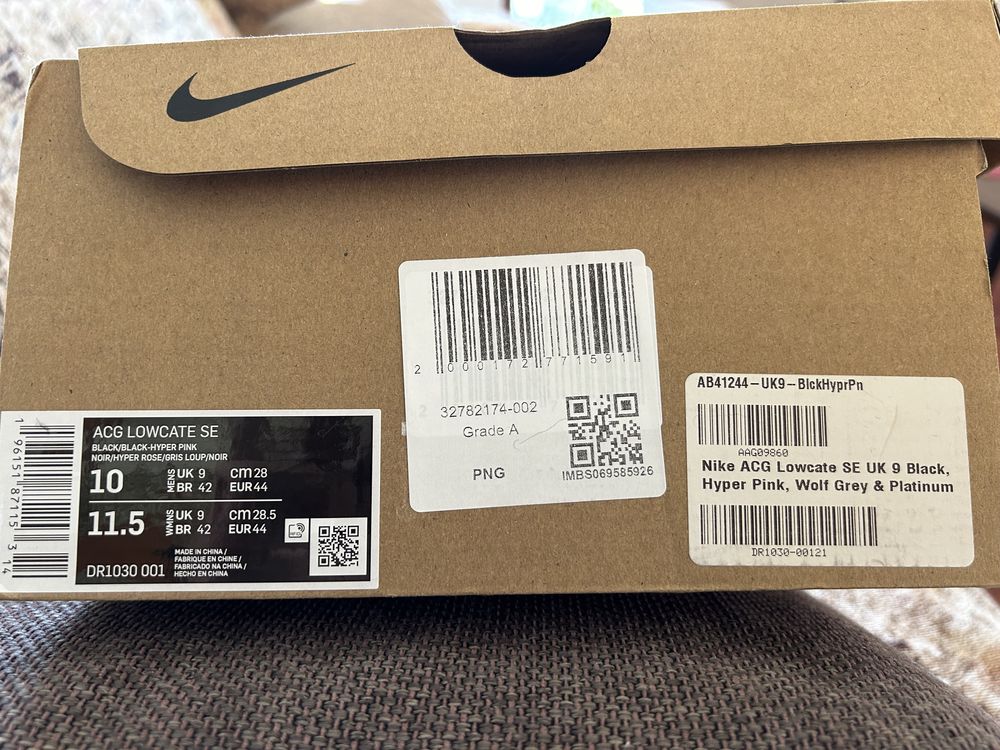 1 96151 87115 3 14
ACG LOWCATE SE
BLACK/BLACK-HYPER PINK
NOIR/HYPER ROSE/GRIS LOUP/NOIR
10 MENS UK 9 CM 28
BR 42 EUR 44
11.5 WMNS UK 9 CM 28.5
BR 42 EUR 44
RFID
DR1030 001
MADE IN CHINA /
FABRIQUE EN CHINE /
FABRICADO NA CHINA /
HECHO EN CHINA
2 000172 771591
32782174-002
Grade A
PNG
IMBS069585926
AB41244-UK9-BlckHyprPn
AAG09860
Nike ACG Lowcate SE UK 9 Black,
Hyper Pink, Wolf Grey & Platinum
DR1030-00121